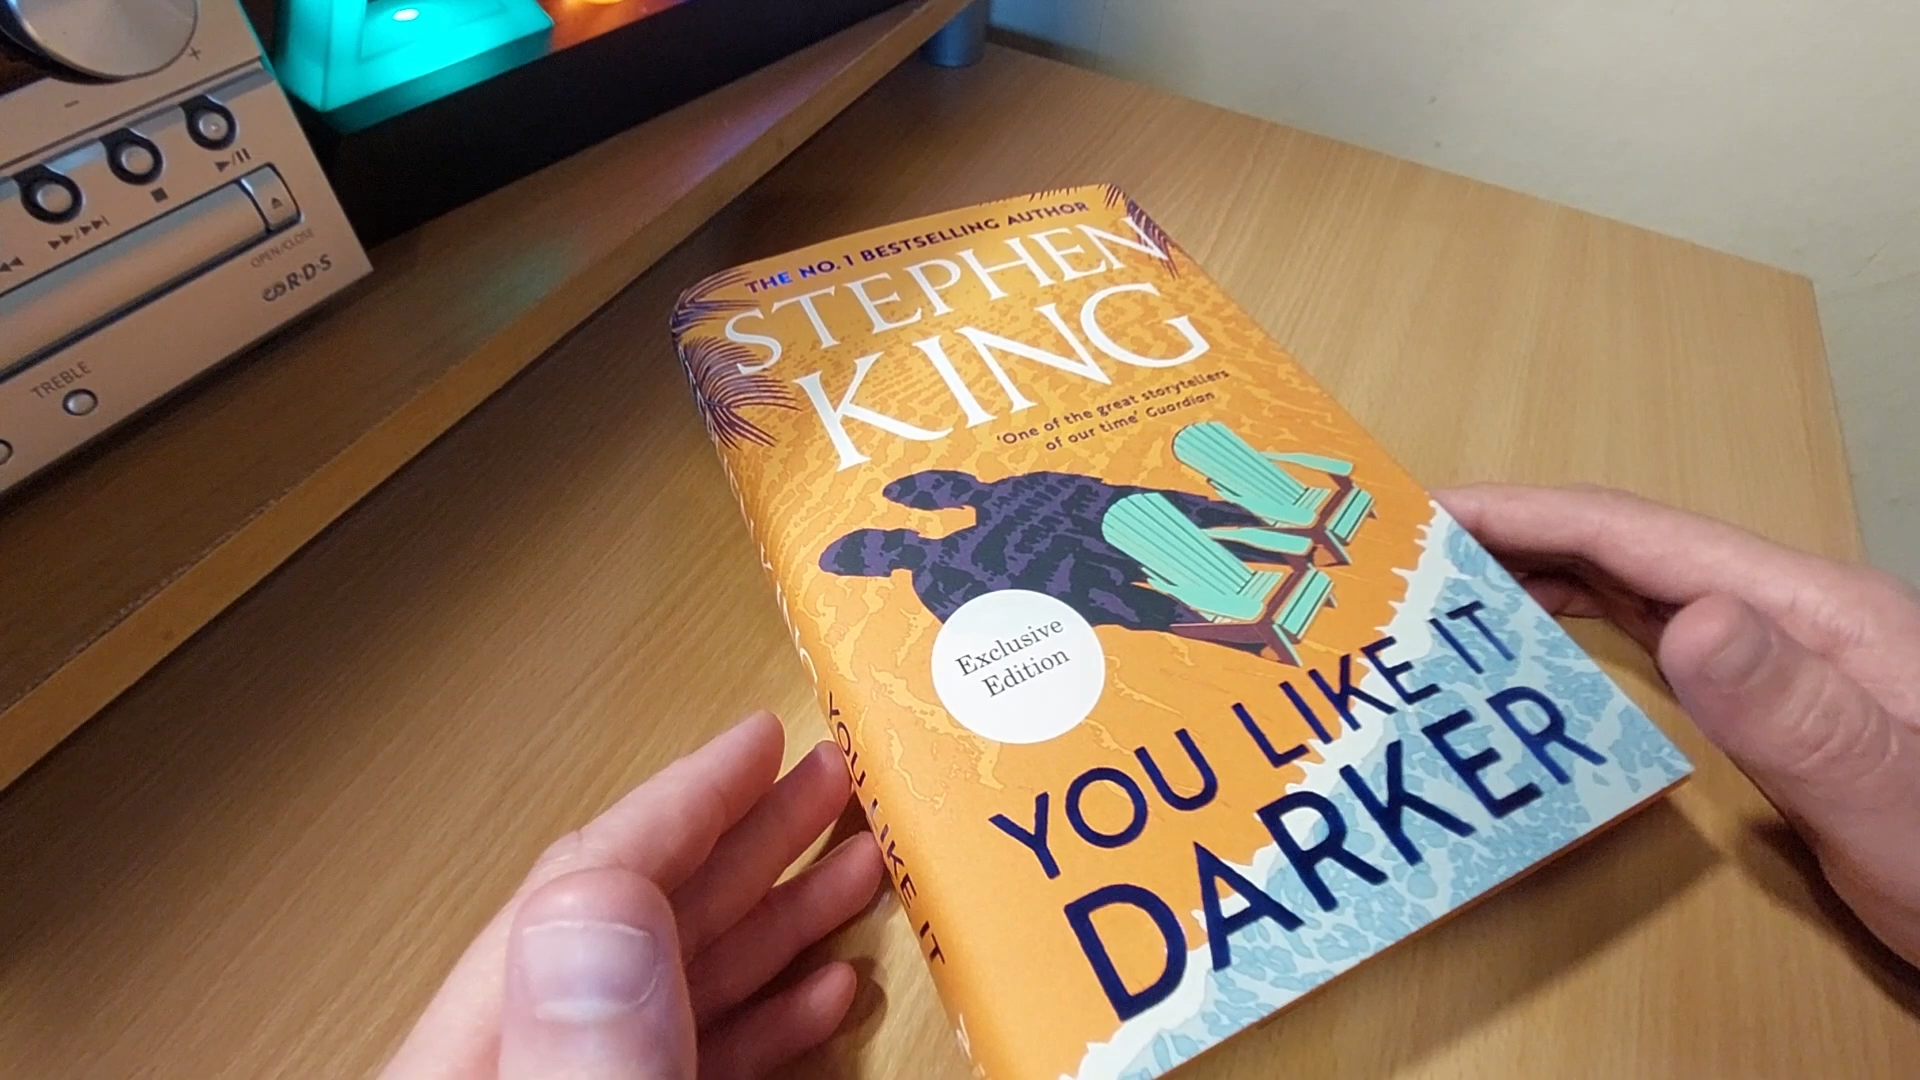 THE NO. 1 BESTSELLING AUTHOR
STEPHEN
KING
‘One of the great storytellers
of our time’ Guardian
Exclusive
Edition
YOU LIKE IT
DARKER
YOU LIKE IT
OPEN/CLOSE
R·D·S
TREBLE